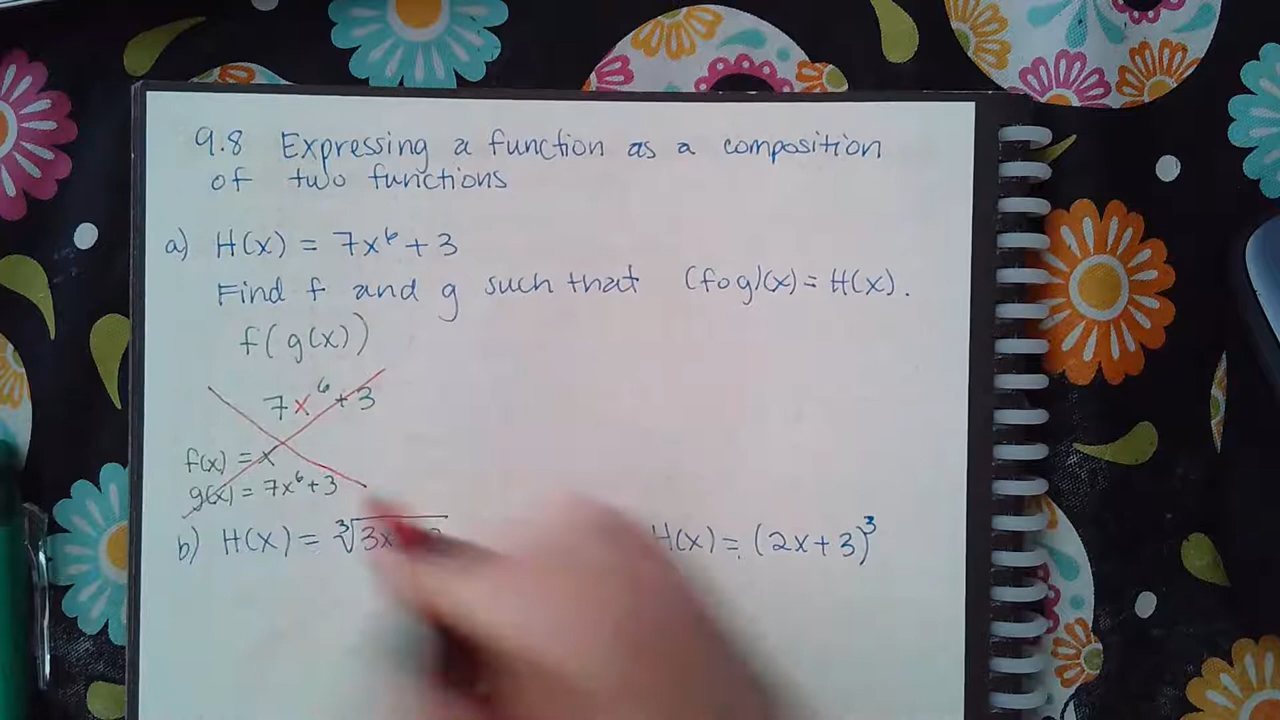 9.8 Expressing a function as a composition
of two functions
a) H(x) = 7x⁶ + 3
Find f and g such that (f∘g)(x) = H(x).
f(g(x))
7x⁶ + 3
f(x) = x
g(x) = 7x⁶ + 3
b) H(x) = ∛3x H(x) = (2x + 3)³